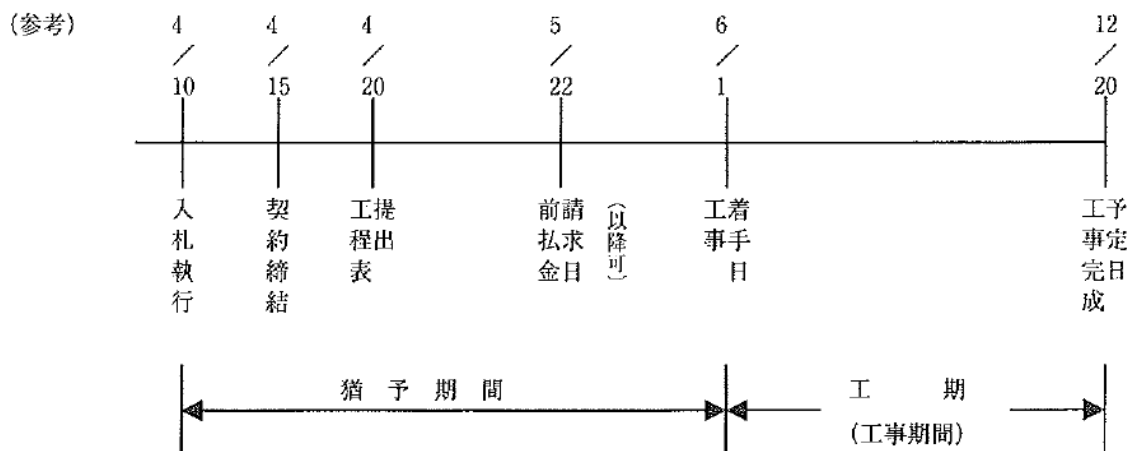 (参考)
4/10
4/15
4/20
5/22
6/1
12/20
入札執行
契約締結
工程表
提出
前払金
請求日
(以降可)
工事
着手日
工事完成
予定日
猶予期間
工期
(工事期間)